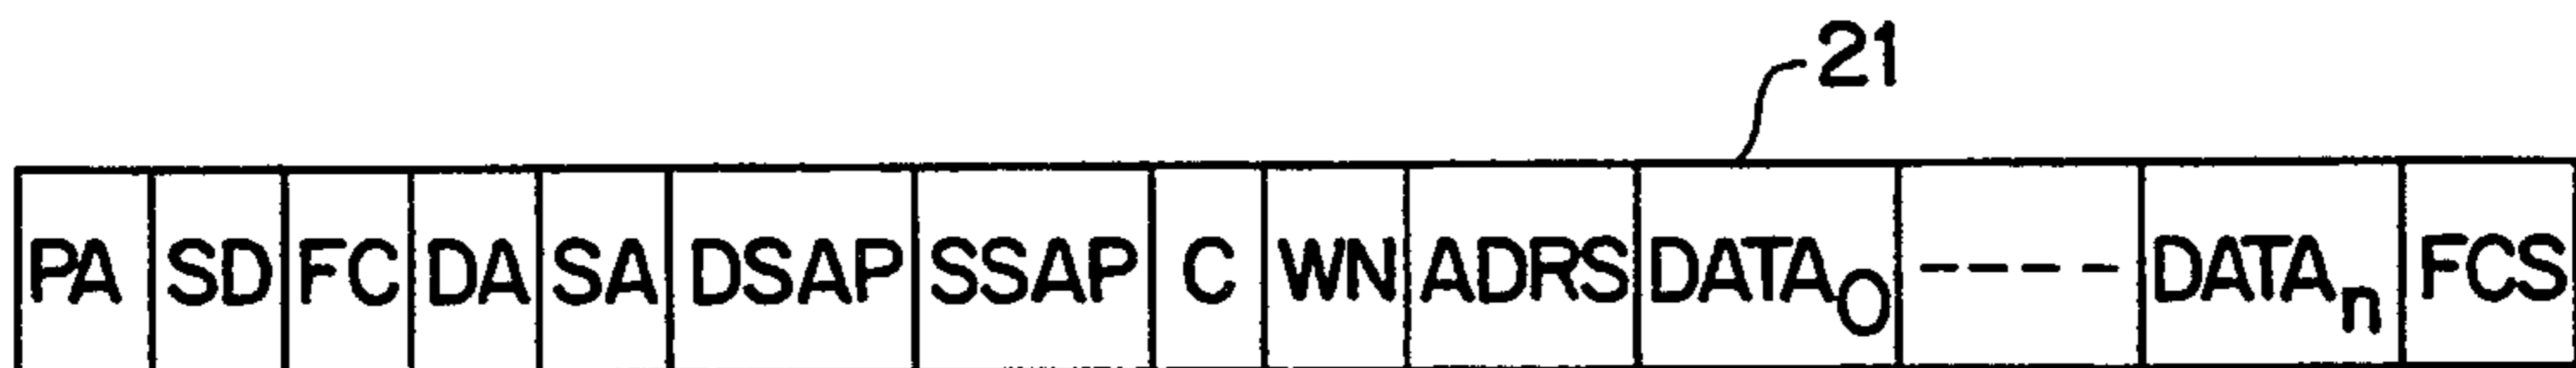 21
PA SD FC DA SA DSAP SSAP C WN ADRS DATA₀ ---- DATAₙ FCS